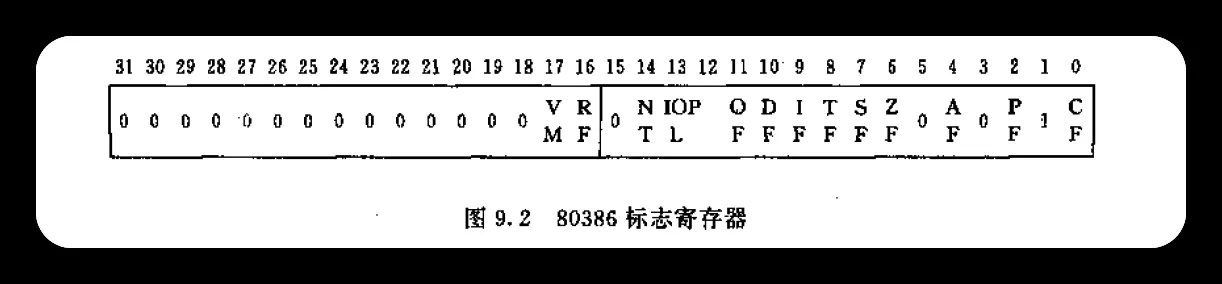 31 30 29 28 27 26 25 24 23 22 21 20 19 18 17 16 15 14 13 12 11 10 9 8 7 6 5 4 3 2 1 0
V R N IOP O D I T S Z A P C
0 0 0 0 0 0 0 0 0 0 0 0 0 0 0 0 0 1
M F T L F F F F F F F F F
图 9.2 80386 标志寄存器